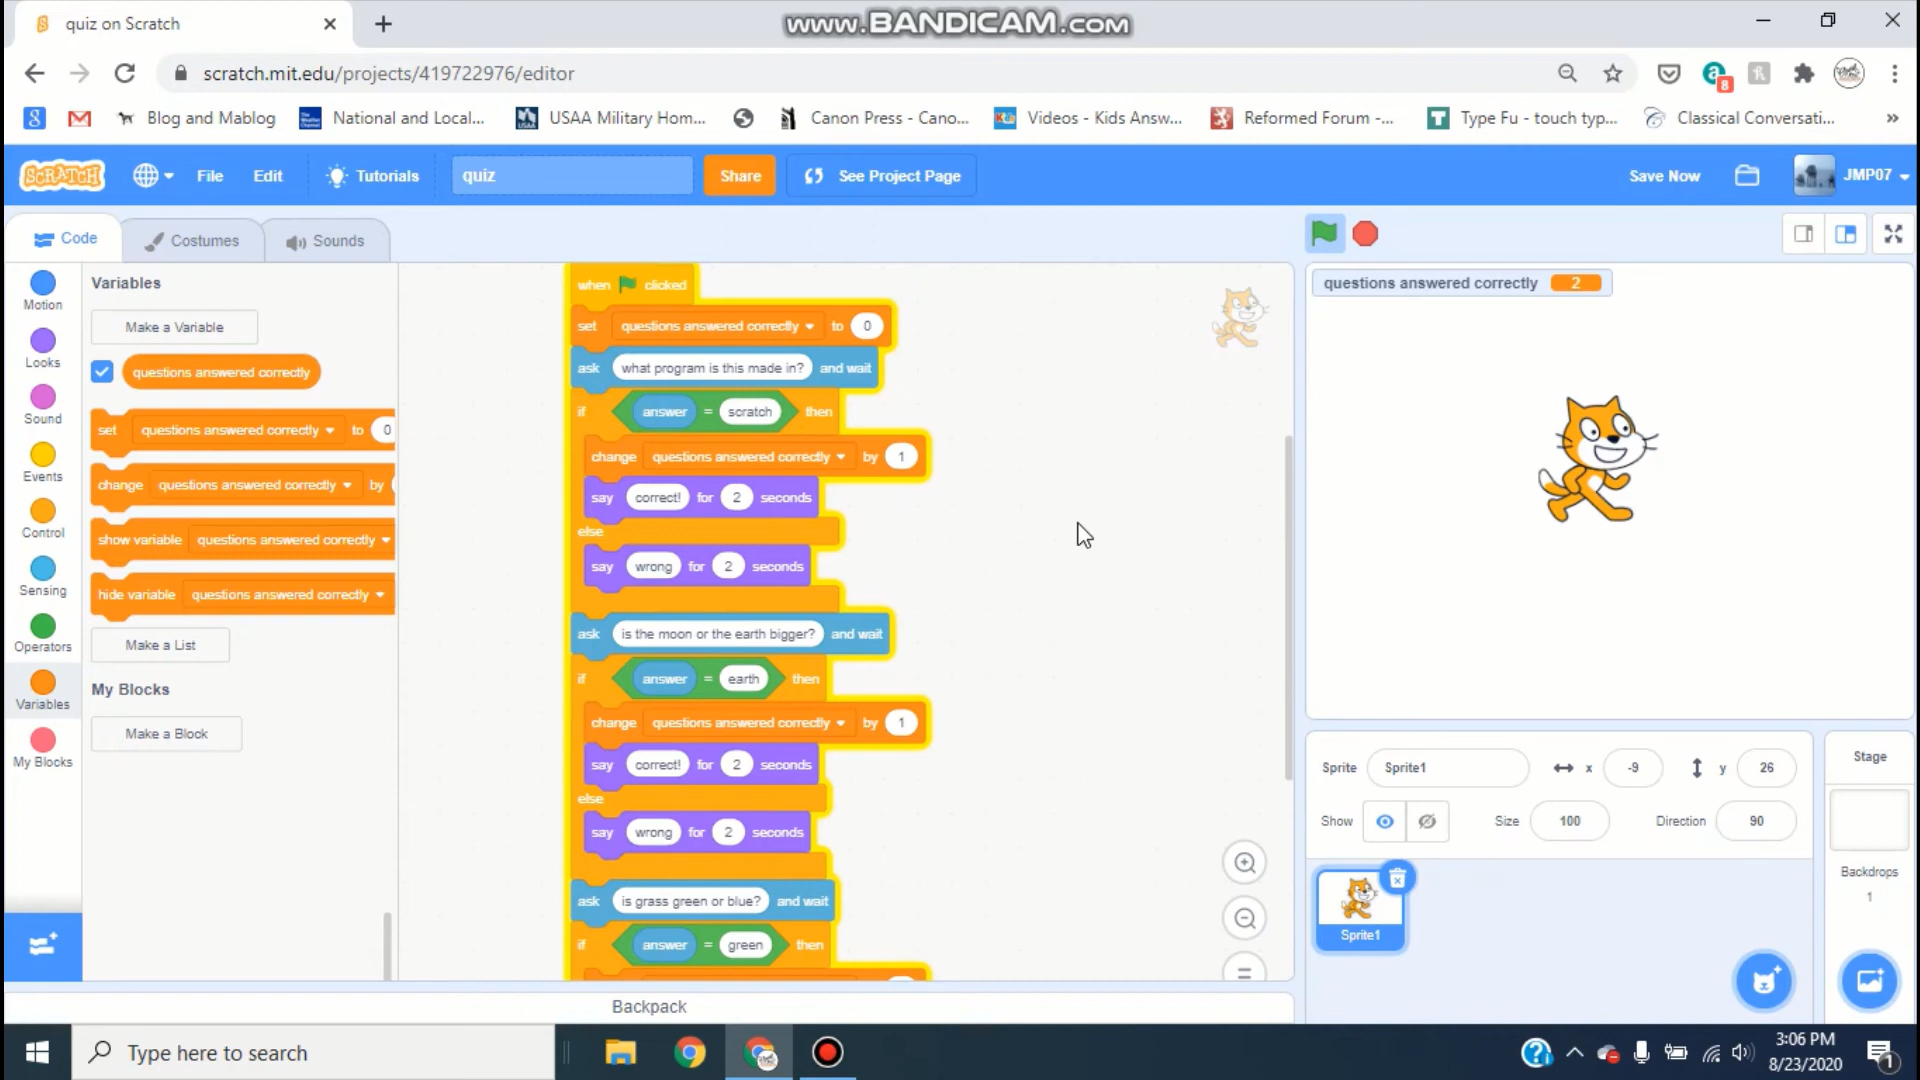 quiz on Scratch
www.BANDICAM.com
scratch.mit.edu/projects/419722976/editor
8
Blog and Mablog
National and Local...
USAA Military Hom...
Canon Press - Cano...
Videos - Kids Answ...
Reformed Forum -...
Type Fu - touch typ...
Classical Conversati...
SCRATCH
File
Edit
Tutorials
quiz
Share
See Project Page
Save Now
JMP07
Code
Costumes
Sounds
Motion
Looks
Sound
Events
Control
Sensing
Operators
Variables
My Blocks
Variables
Make a Variable
questions answered correctly
set questions answered correctly to 0
change questions answered correctly by
show variable questions answered correctly
hide variable questions answered correctly
Make a List
My Blocks
Make a Block
when clicked
set questions answered correctly to 0
ask what program is this made in? and wait
if answer = scratch then
change questions answered correctly by 1
say correct! for 2 seconds
else
say wrong for 2 seconds
ask is the moon or the earth bigger? and wait
if answer = earth then
change questions answered correctly by 1
say correct! for 2 seconds
else
say wrong for 2 seconds
ask is grass green or blue? and wait
if answer = green then
Backpack
questions answered correctly 2
Sprite Sprite1 x -9 y 26
Show Size 100 Direction 90
Sprite1
Stage
Backdrops
1
Type here to search
3:06 PM
8/23/2020
1